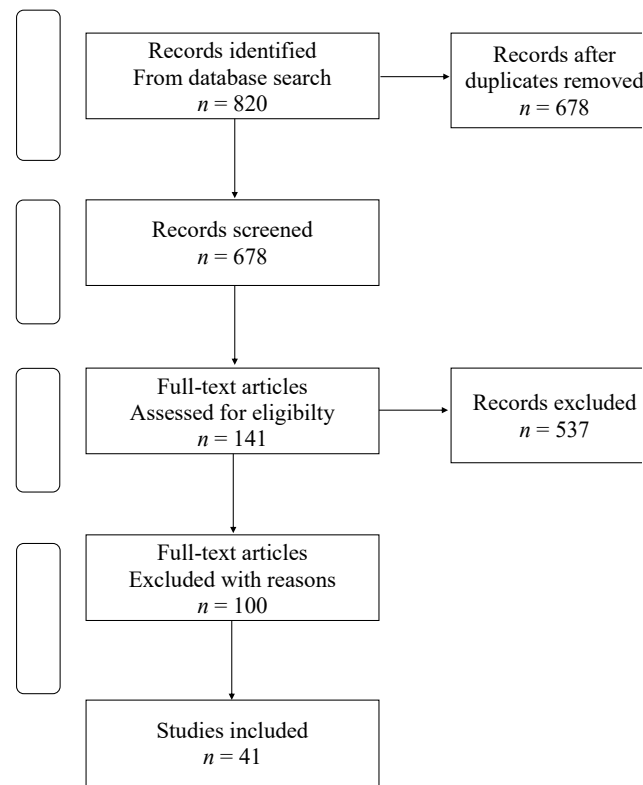 Records identified
From database search
n = 820
Records after
duplicates removed
n = 678
Records screened
n = 678
Full-text articles
Assessed for eligibilty
n = 141
Records excluded
n = 537
Full-text articles
Excluded with reasons
n = 100
Studies included
n = 41